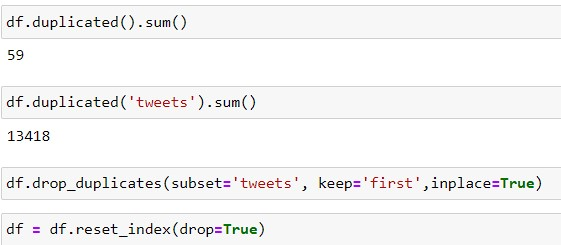 df.duplicated().sum()
59
df.duplicated('tweets').sum()
13418
df.drop_duplicates(subset='tweets', keep='first',inplace=True)
df = df.reset_index(drop=True)